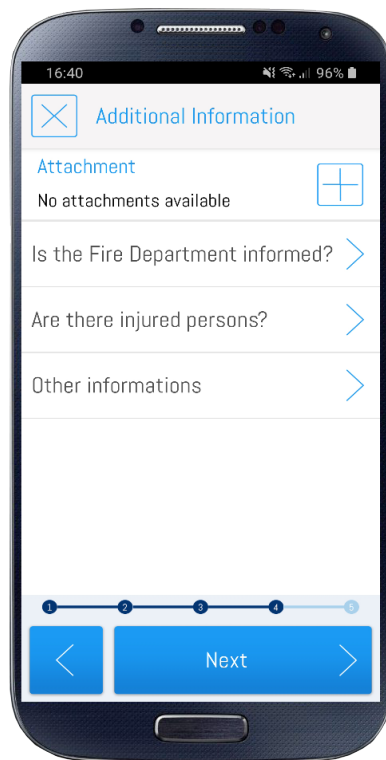 16:40 96%
Additional Information
Attachment
No attachments available
Is the Fire Department informed?
Are there injured persons?
Other informations
1 2 3 4 5
Next